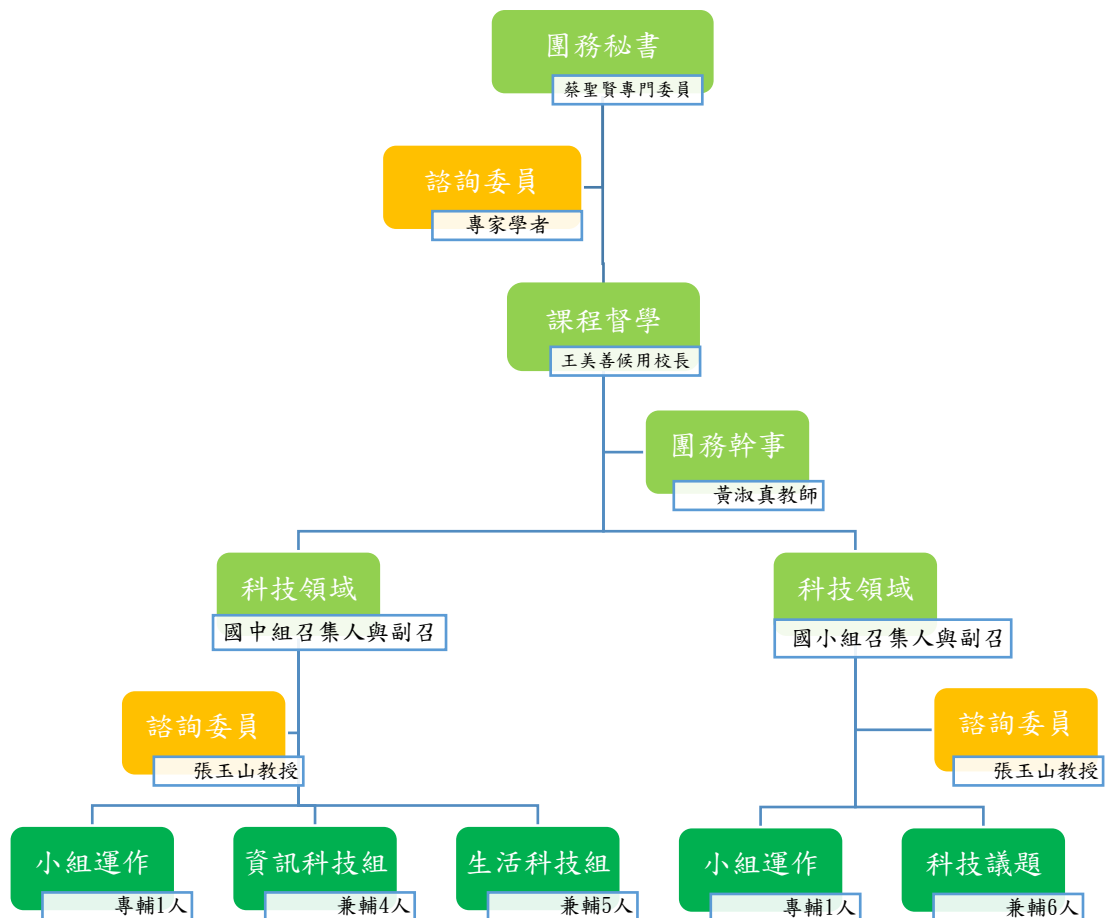 團務秘書
蔡聖賢專門委員
諮詢委員
專家學者
課程督學
王美善候用校長
團務幹事
黃淑真教師
科技領域
國中組召集人與副召
科技領域
國小組召集人與副召
諮詢委員
張玉山教授
諮詢委員
張玉山教授
小組運作
專輔1人
資訊科技組
兼輔4人
生活科技組
兼輔5人
小組運作
專輔1人
科技議題
兼輔6人